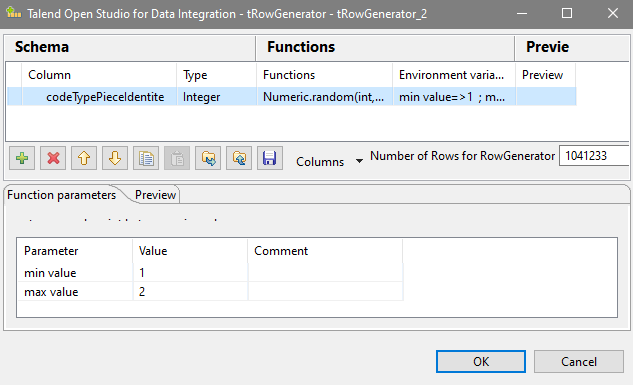 Talend Open Studio for Data Integration - tRowGenerator - tRowGenerator_2
Schema Functions Previe
Column Type Functions Environment varia... Preview
codeTypePieceIdentite Integer Numeric.random(int,... min value=>1 ; m...
Columns Number of Rows for RowGenerator 1041233
Function parameters Preview
Parameter Value Comment
min value 1
max value 2
OK Cancel